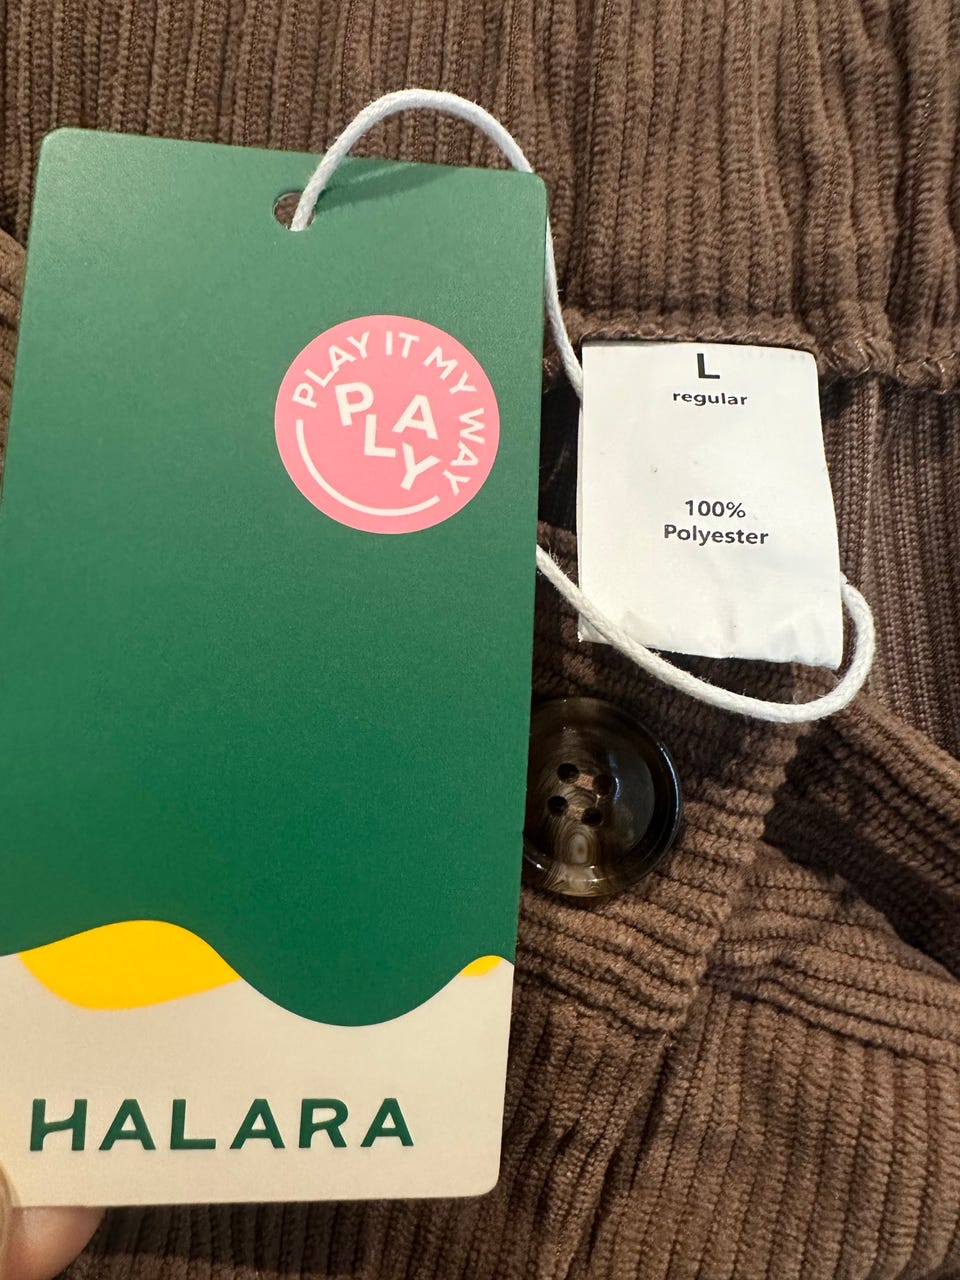 PLAY IT MY WAY
PLAY
HALARA
L
regular
100%
Polyester